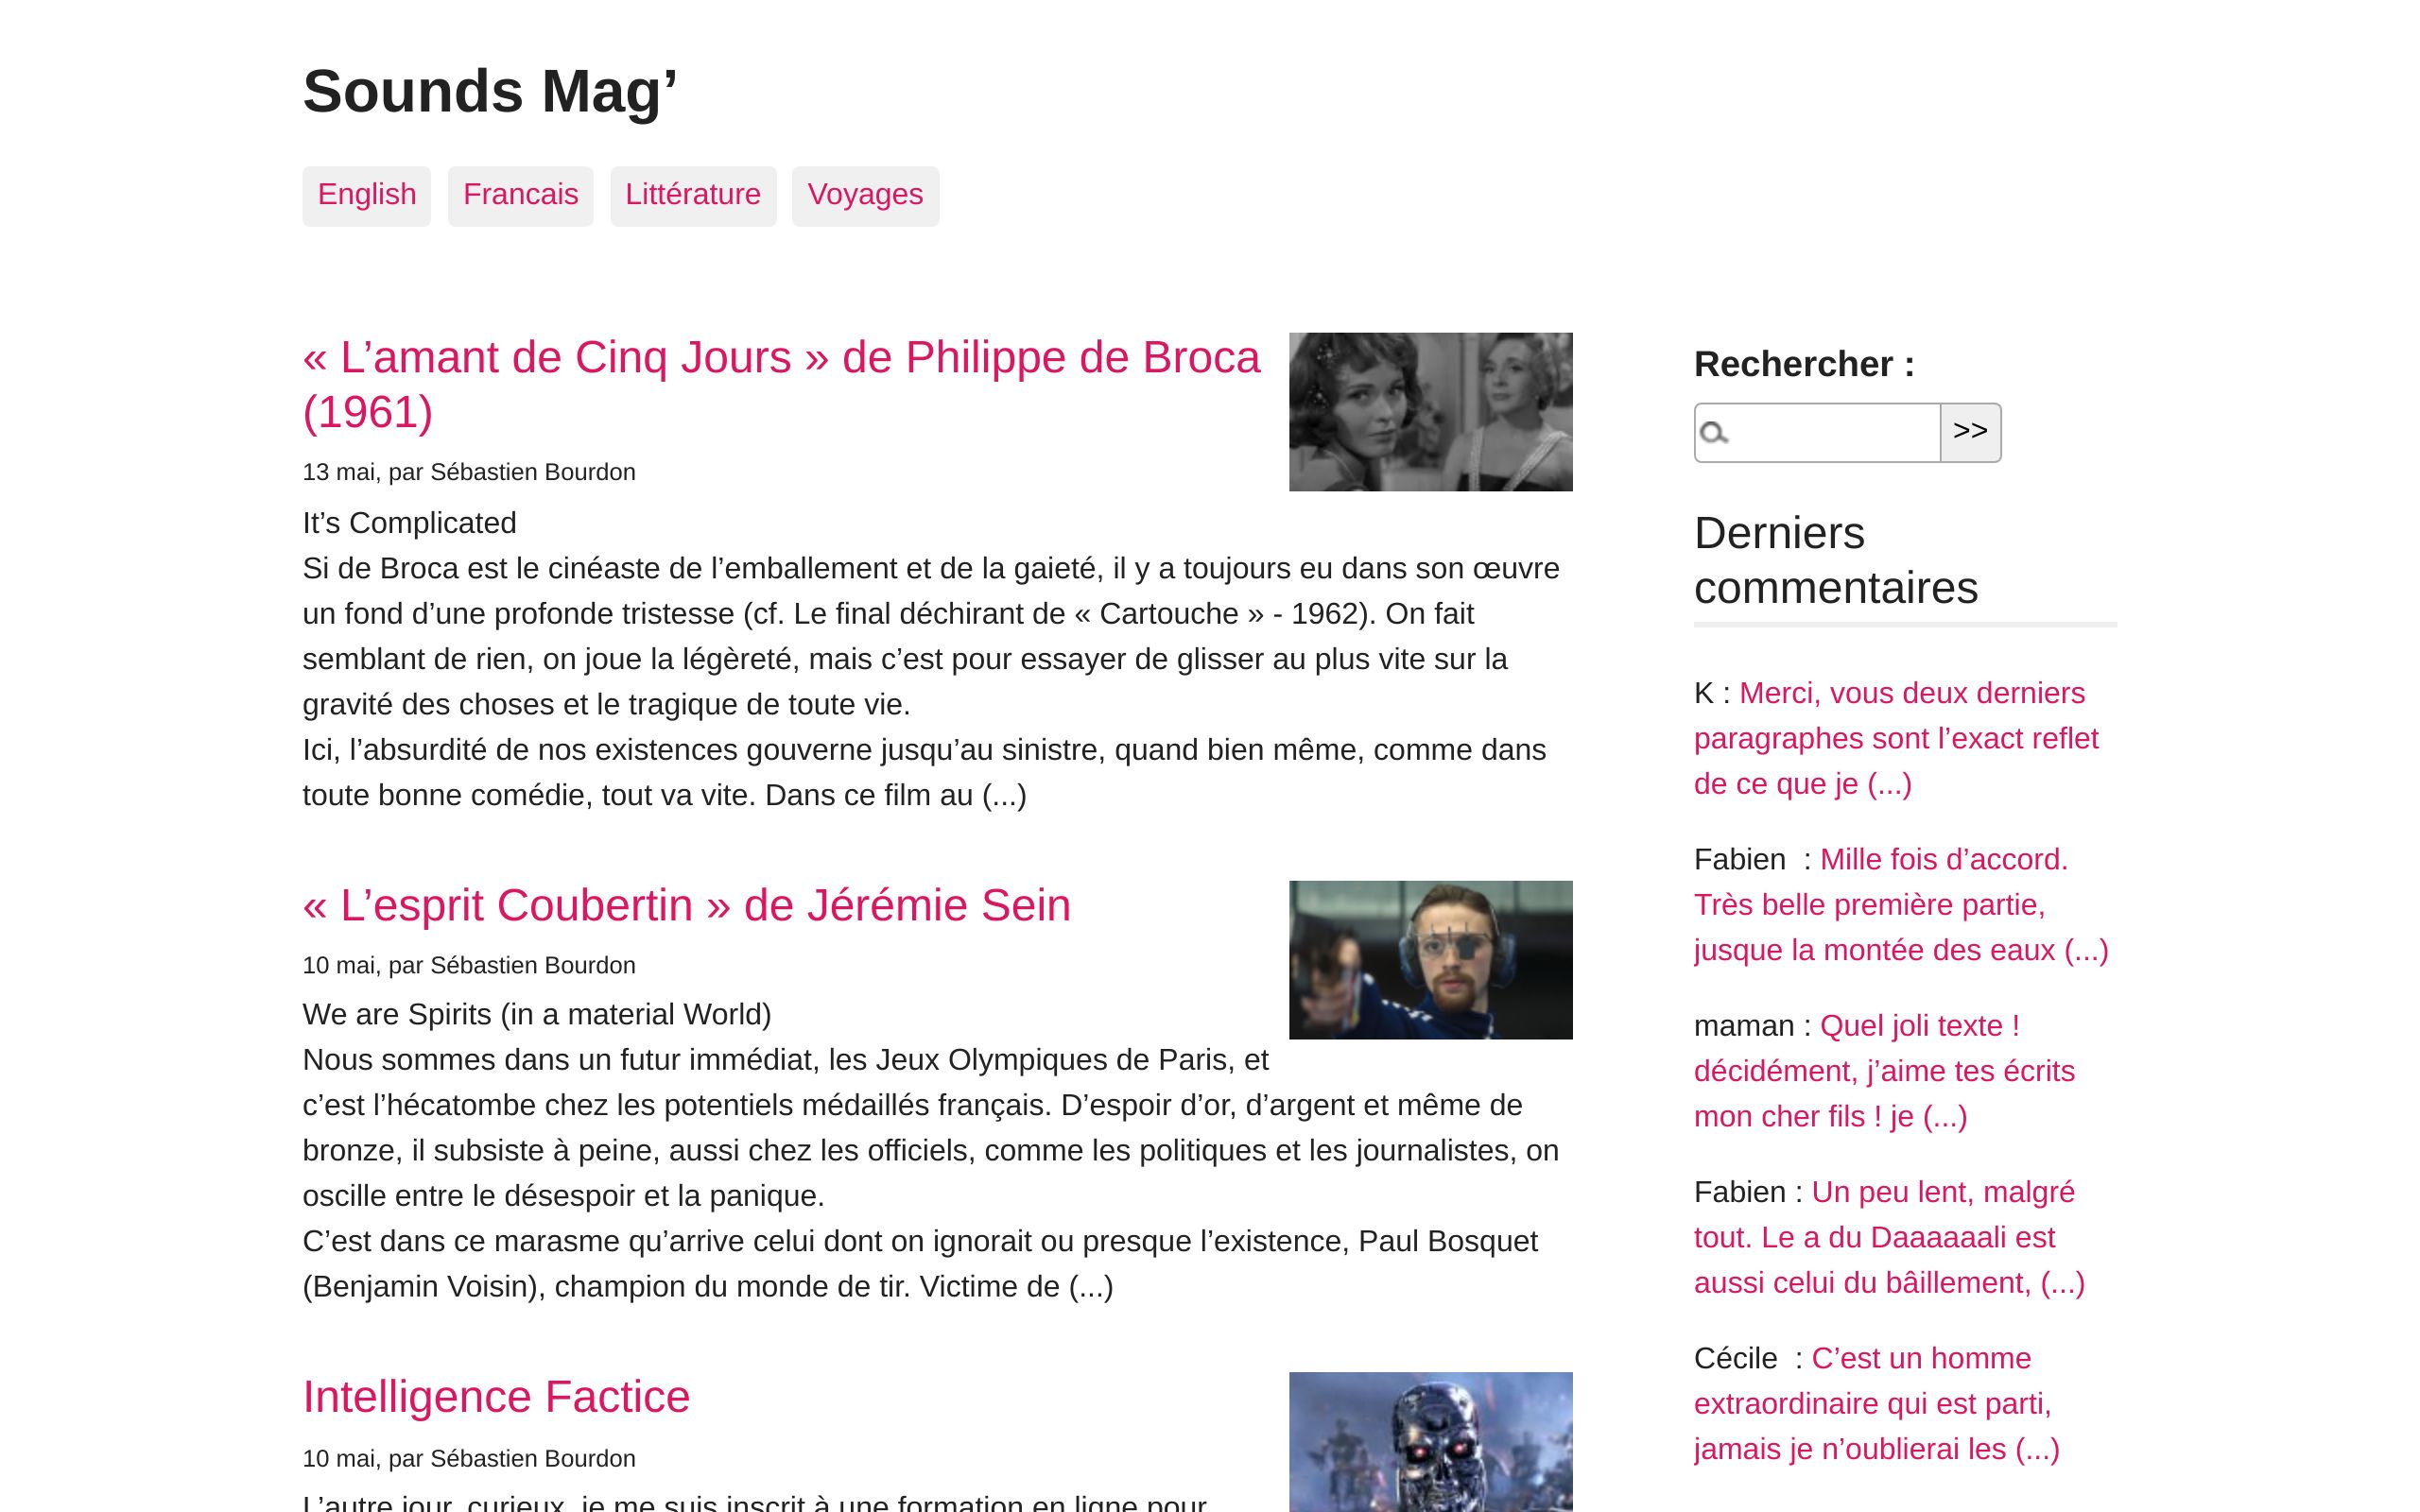 Sounds Mag’
English
Francais
Littérature
Voyages
« L’amant de Cinq Jours » de Philippe de Broca
(1961)
13 mai, par Sébastien Bourdon
It’s Complicated
Si de Broca est le cinéaste de l’emballement et de la gaieté, il y a toujours eu dans son œuvre
un fond d’une profonde tristesse (cf. Le final déchirant de « Cartouche » - 1962). On fait
semblant de rien, on joue la légèreté, mais c’est pour essayer de glisser au plus vite sur la
gravité des choses et le tragique de toute vie.
Ici, l’absurdité de nos existences gouverne jusqu’au sinistre, quand bien même, comme dans
toute bonne comédie, tout va vite. Dans ce film au (...)
« L’esprit Coubertin » de Jérémie Sein
10 mai, par Sébastien Bourdon
We are Spirits (in a material World)
Nous sommes dans un futur immédiat, les Jeux Olympiques de Paris, et
c’est l’hécatombe chez les potentiels médaillés français. D’espoir d’or, d’argent et même de
bronze, il subsiste à peine, aussi chez les officiels, comme les politiques et les journalistes, on
oscille entre le désespoir et la panique.
C’est dans ce marasme qu’arrive celui dont on ignorait ou presque l’existence, Paul Bosquet
(Benjamin Voisin), champion du monde de tir. Victime de (...)
Intelligence Factice
10 mai, par Sébastien Bourdon
L’autre jour, curieux, je me suis inscrit à une formation en ligne pour
Rechercher :
>>
Derniers
commentaires
K : Merci, vous deux derniers
paragraphes sont l’exact reflet
de ce que je (...)
Fabien  : Mille fois d’accord.
Très belle première partie,
jusque la montée des eaux (...)
maman : Quel joli texte !
décidément, j’aime tes écrits
mon cher fils ! je (...)
Fabien : Un peu lent, malgré
tout. Le a du Daaaaaali est
aussi celui du bâillement, (...)
Cécile  : C’est un homme
extraordinaire qui est parti,
jamais je n’oublierai les (...)